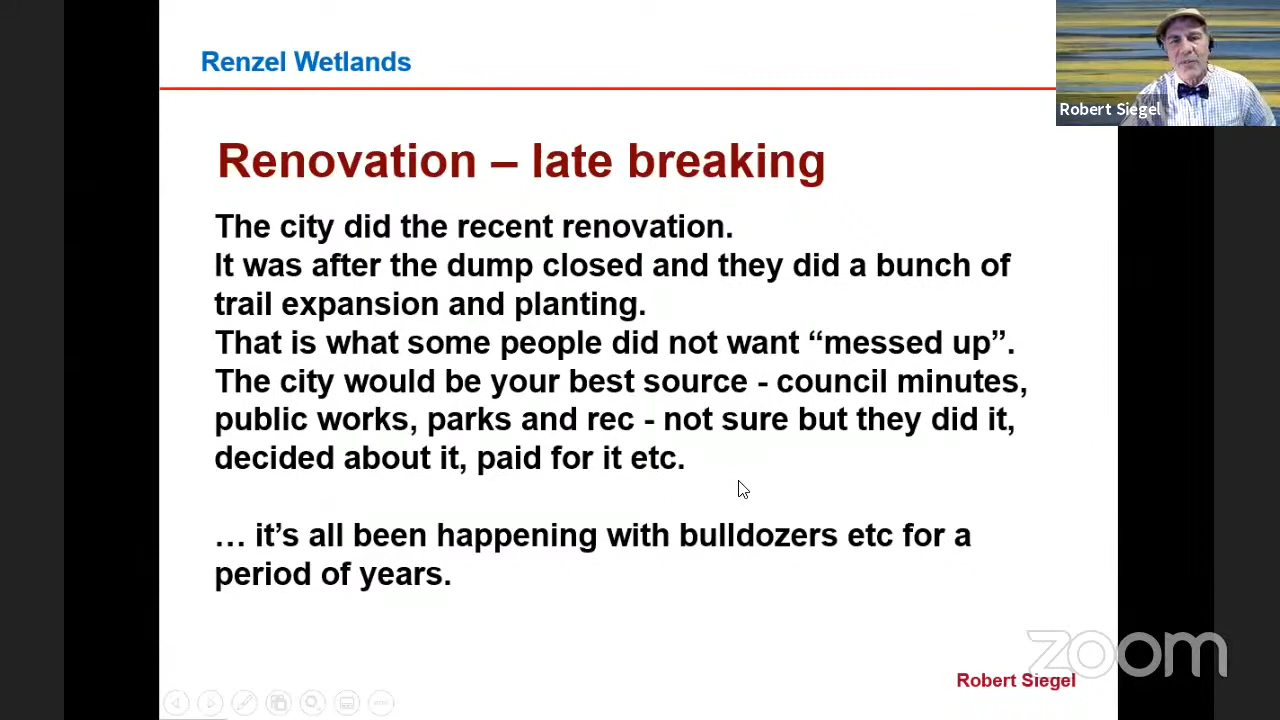 Renzel Wetlands
Robert Siegel
Renovation – late breaking
The city did the recent renovation.
It was after the dump closed and they did a bunch of
trail expansion and planting.
That is what some people did not want “messed up”.
The city would be your best source - council minutes,
public works, parks and rec - not sure but they did it,
decided about it, paid for it etc.
… it’s all been happening with bulldozers etc for a
period of years.
zoom
Robert Siegel